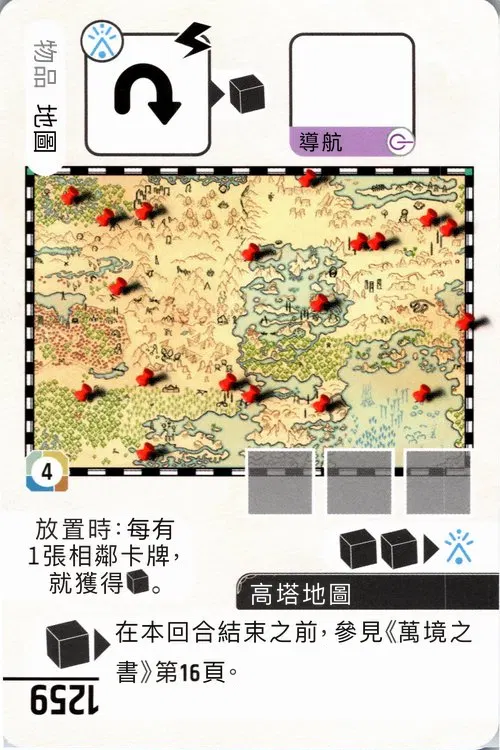 物品 地圖
導航
4
放置時：每有
1張相鄰卡牌，
就獲得。
高塔地圖
在本回合結束之前，參見《萬境之
書》第16頁。
1259